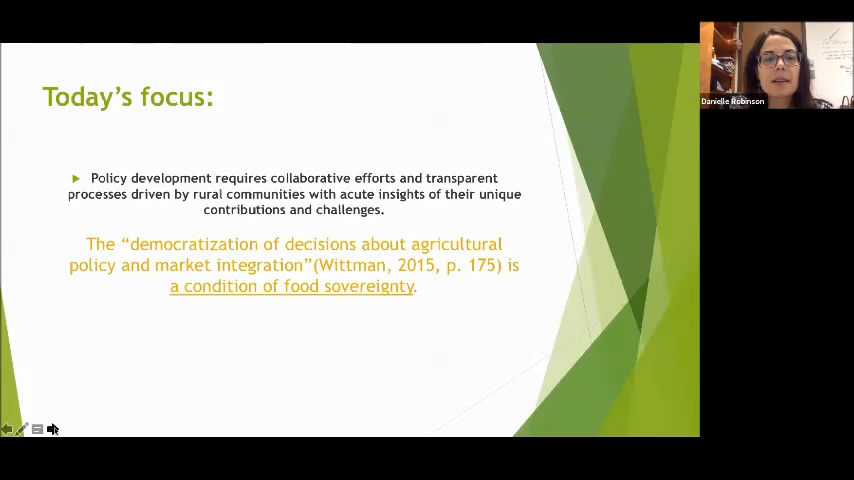 Today's focus:
Policy development requires collaborative efforts and transparent
processes driven by rural communities with acute insights of their unique
contributions and challenges.
The “democratization of decisions about agricultural
policy and market integration”(Wittman, 2015, p. 175) is
a condition of food sovereignty.
Danielle Robinson